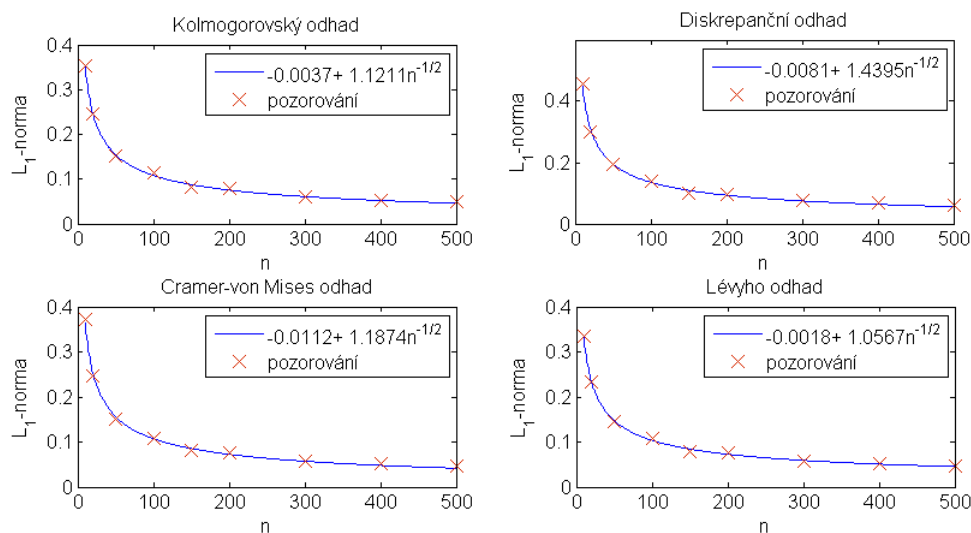 Kolmogorovský odhad
-0.0037+ 1.1211n^-1/2
pozorování
L_1-norma
0.4
0.3
0.2
0.1
0
0 100 200 300 400 500
n
Diskrepanční odhad
-0.0081+ 1.4395n^-1/2
pozorování
L_1-norma
0.4
0.2
0
0 100 200 300 400 500
n
Cramer-von Mises odhad
-0.0112+ 1.1874n^-1/2
pozorování
L_1-norma
0.4
0.3
0.2
0.1
0
0 100 200 300 400 500
n
Lévyho odhad
-0.0018+ 1.0567n^-1/2
pozorování
L_1-norma
0.4
0.3
0.2
0.1
0
0 100 200 300 400 500
n